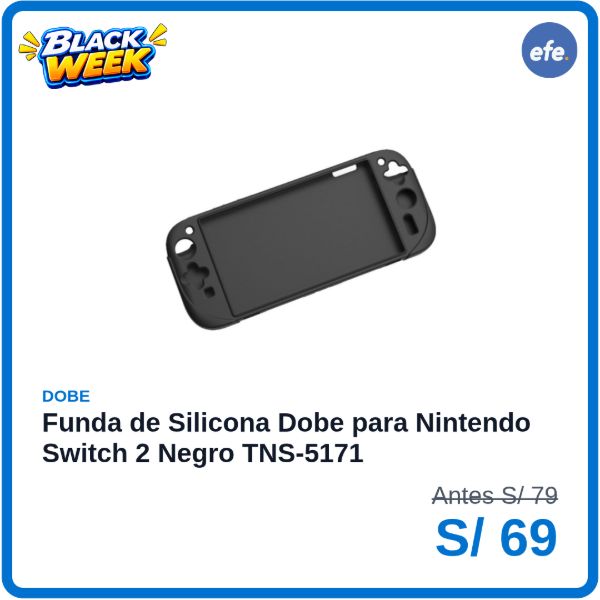 BLACK
WEEK
efe.
DOBE
Funda de Silicona Dobe para Nintendo
Switch 2 Negro TNS-5171
Antes S/ 79
S/ 69